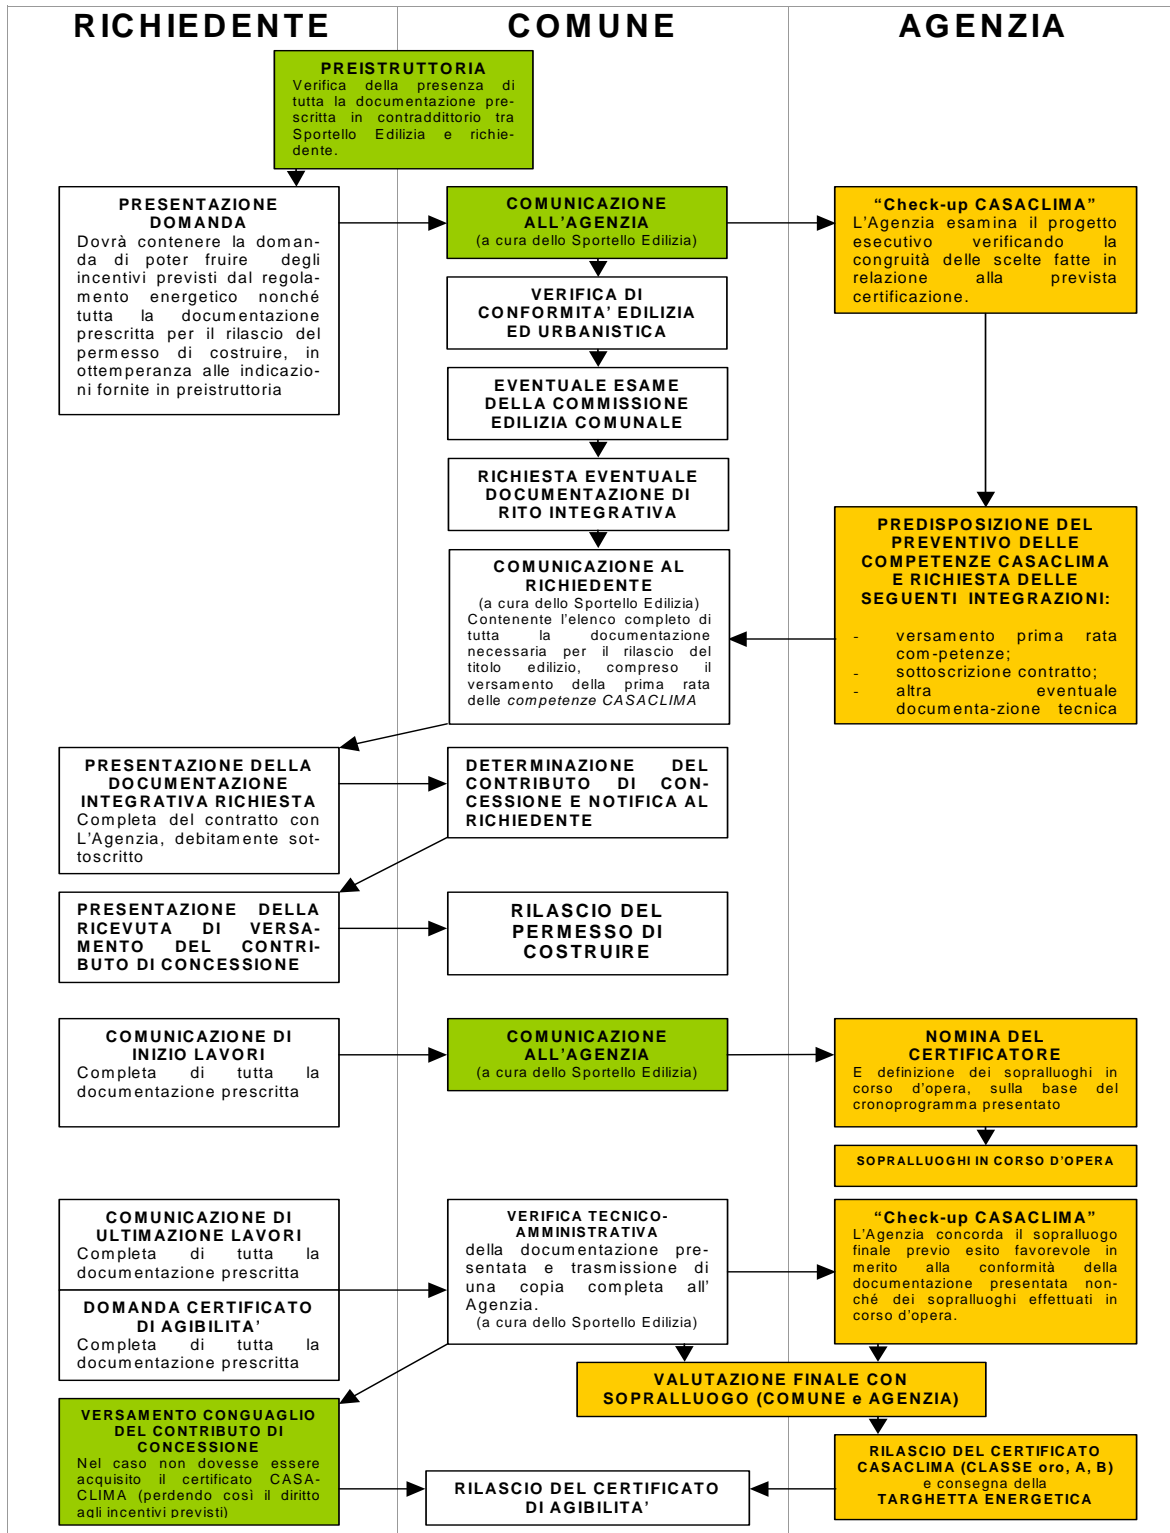 RICHIEDENTE
COMUNE
AGENZIA
PREISTRUTTORIA
Verifica della presenza di
tutta la documentazione pre-
scritta in contraddittorio tra
Sportello Edilizia e richie-
dente.
PRESENTAZIONE
DOMANDA
Dovrà contenere la doman-
da di poter fruire degli
incentivi previsti dal regola-
mento energetico nonché
tutta la documentazione
prescritta per il rilascio del
permesso di costruire, in
ottemperanza alle indicazio-
ni fornite in preistruttoria
COMUNICAZIONE
ALL'AGENZIA
(a cura dello Sportello Edilizia)
“Check-up CASACLIMA”
L'Agenzia esamina il progetto
esecutivo verificando la
congruità delle scelte fatte in
relazione alla prevista
certificazione.
VERIFICA DI
CONFORMITA' EDILIZIA
ED URBANISTICA
EVENTUALE ESAME
DELLA COMMISSIONE
EDILIZIA COMUNALE
RICHIESTA EVENTUALE
DOCUMENTAZIONE DI
RITO INTEGRATIVA
COMUNICAZIONE AL
RICHIEDENTE
(a cura dello Sportello Edilizia)
Contenente l'elenco completo di
tutta la documentazione
necessaria per il rilascio del
titolo edilizio, compreso il
versamento della prima rata
delle competenze CASACLIMA
PREDISPOSIZIONE DEL
PREVENTIVO DELLE
COMPETENZE CASACLIMA
E RICHIESTA DELLE
SEGUENTI INTEGRAZIONI:
- versamento prima rata
com-petenze;
- sottoscrizione contratto;
- altra eventuale
documenta-zione tecnica
PRESENTAZIONE DELLA
DOCUMENTAZIONE
INTEGRATIVA RICHIESTA
Completa del contratto con
L'Agenzia, debitamente sot-
toscritto
DETERMINAZIONE DEL
CONTRIBUTO DI CON-
CESSIONE E NOTIFICA AL
RICHIEDENTE
PRESENTAZIONE DELLA
RICEVUTA DI VERSA-
MENTO DEL CONTRI-
BUTO DI CONCESSIONE
RILASCIO DEL
PERMESSO DI
COSTRUIRE
COMUNICAZIONE DI
INIZIO LAVORI
Completa di tutta la
documentazione prescritta
COMUNICAZIONE
ALL'AGENZIA
(a cura dello Sportello Edilizia)
NOMINA DEL
CERTIFICATORE
E definizione dei sopralluoghi in
corso d'opera, sulla base del
cronoprogramma presentato
SOPRALLUOGHI IN CORSO D'OPERA
COMUNICAZIONE DI
ULTIMAZIONE LAVORI
Completa di tutta la
documentazione prescritta
DOMANDA CERTIFICATO
DI AGIBILITA'
Completa di tutta la
documentazione prescritta
VERIFICA TECNICO-
AMMINISTRATIVA
della documentazione pre-
sentata e trasmissione di
una copia completa all'
Agenzia.
(a cura dello Sportello Edilizia)
“Check-up CASACLIMA”
L'Agenzia concorda il sopralluogo
finale previo esito favorevole in
merito alla conformità della
documentazione presentata non-
ché dei sopralluoghi effettuati in
corso d'opera.
VALUTAZIONE FINALE CON
SOPRALLUOGO (COMUNE e AGENZIA)
VERSAMENTO CONGUAGLIO
DEL CONTRIBUTO DI
CONCESSIONE
Nel caso non dovesse essere
acquisito il certificato CASA-
CLIMA (perdendo così il diritto
agli incentivi previsti)
RILASCIO DEL CERTIFICATO
DI AGIBILITA'
RILASCIO DEL CERTIFICATO
CASACLIMA (CLASSE oro, A, B)
e consegna della
TARGHETTA ENERGETICA